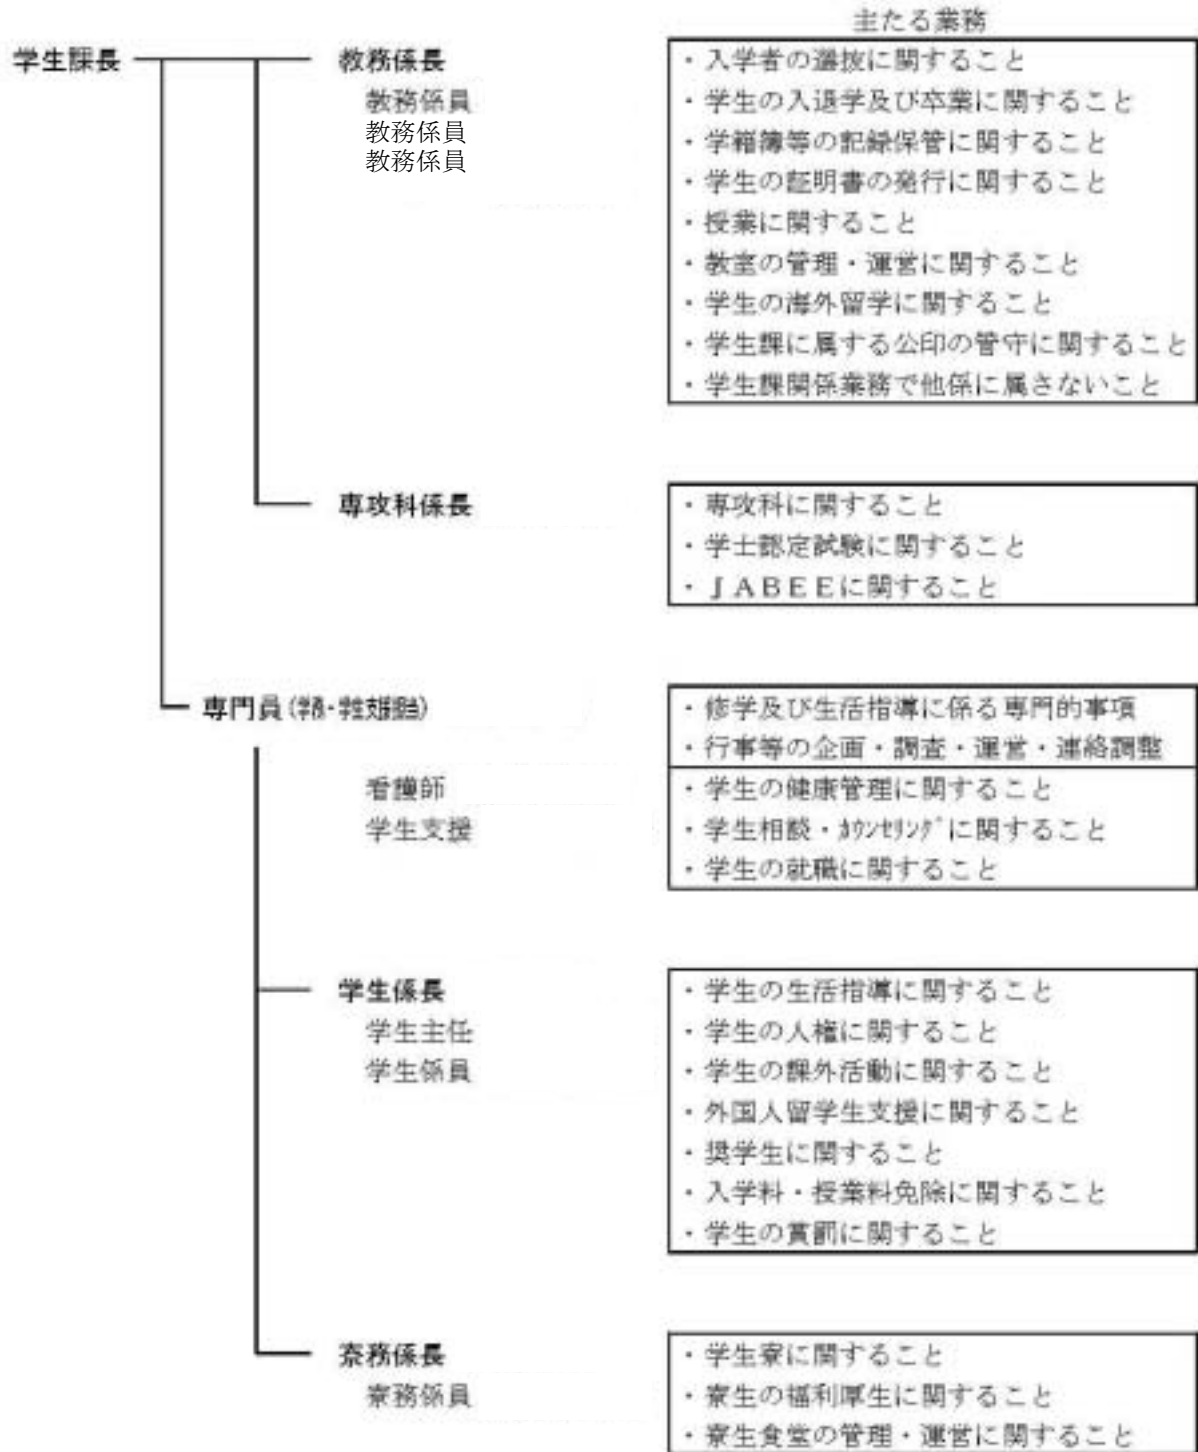 主たる業務
学生課長
教務係長
教務係員
教務係員
教務係員
・入学者の選抜に関すること
・学生の入退学及び卒業に関すること
・学籍簿等の記録保管に関すること
・学生の証明書の発行に関すること
・授業に関すること
・教室の管理・運営に関すること
・学生の海外留学に関すること
・学生課に属する公印の管守に関すること
・学生課関係業務で他係に属さないこと
専攻科係長
・専攻科に関すること
・学士認定試験に関すること
・ＪＡＢＥＥに関すること
専門員
・修学及び生活指導に係る専門的事項
・行事等の企画・調査・運営・連絡調整
看護師
学生支援
・学生の健康管理に関すること
・学生相談・ｶｳﾝｾﾘﾝｸﾞに関すること
・学生の就職に関すること
学生係長
学生主任
学生係員
・学生の生活指導に関すること
・学生の人権に関すること
・学生の課外活動に関すること
・外国人留学生支援に関すること
・奨学生に関すること
・入学料・授業料免除に関すること
・学生の賞罰に関すること
寮務係長
寮務係員
・学生寮に関すること
・寮生の福利厚生に関すること
・寮生食堂の管理・運営に関すること